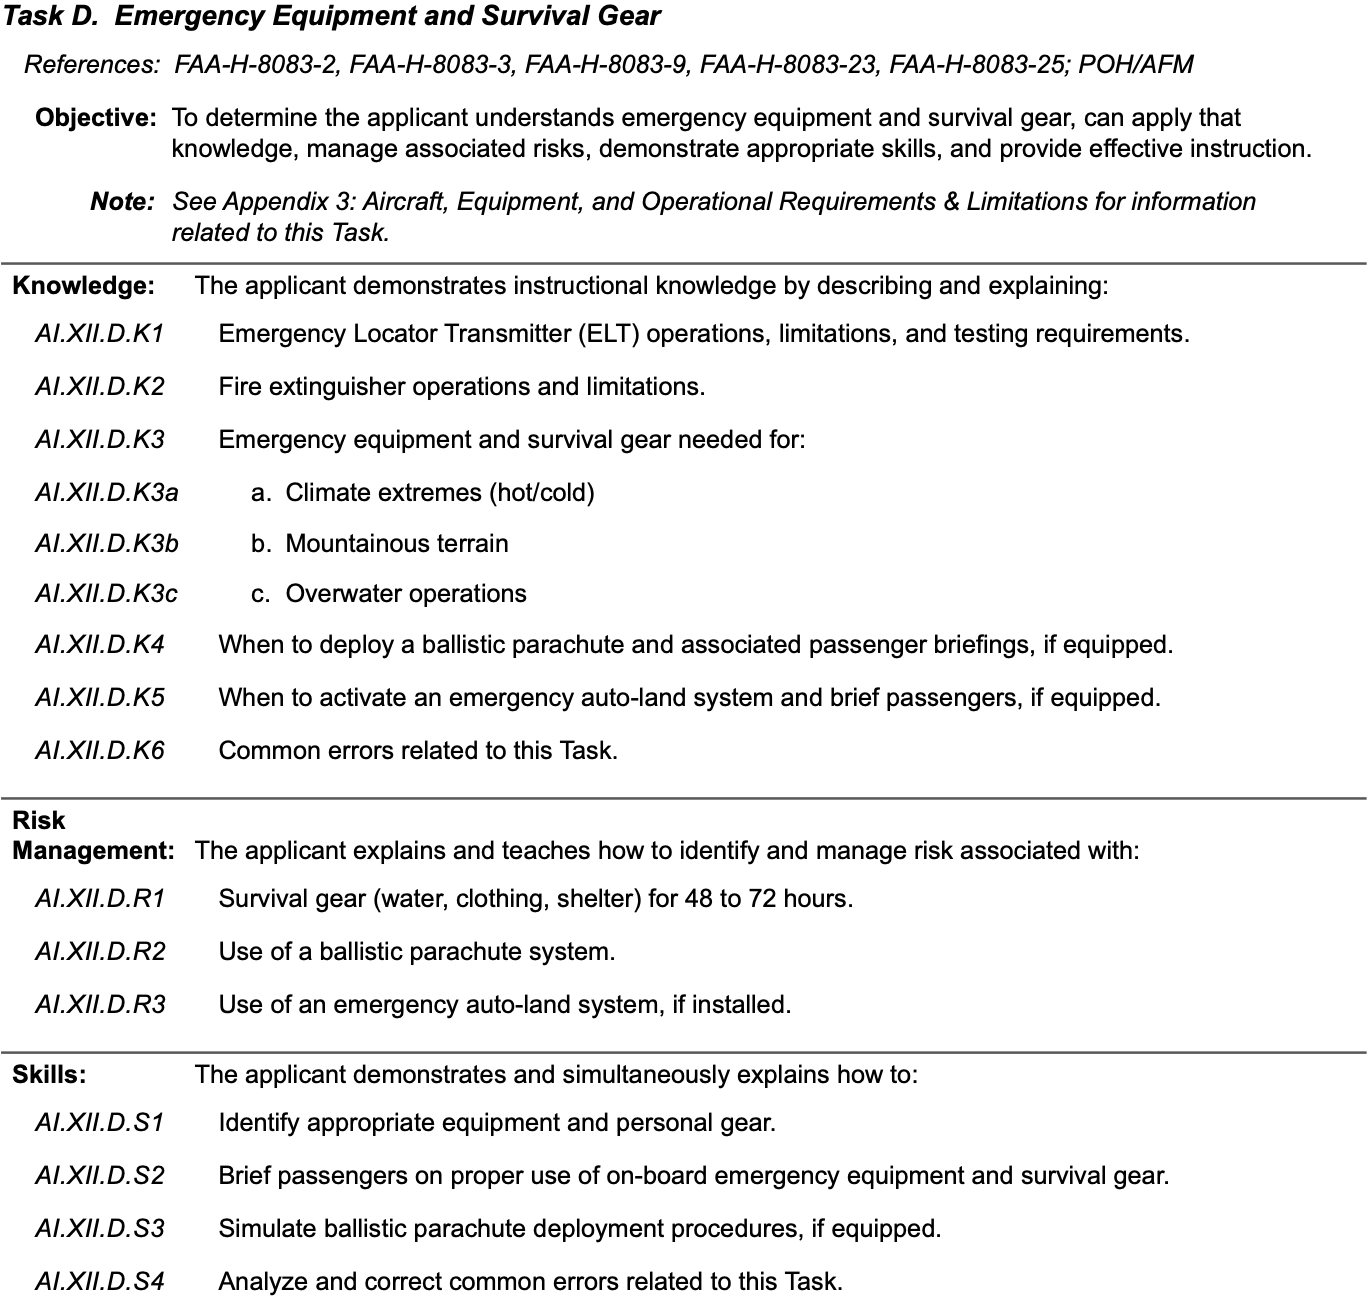 Task D. Emergency Equipment and Survival Gear
References: FAA-H-8083-2, FAA-H-8083-3, FAA-H-8083-9, FAA-H-8083-23, FAA-H-8083-25; POH/AFM
Objective: To determine the applicant understands emergency equipment and survival gear, can apply that
knowledge, manage associated risks, demonstrate appropriate skills, and provide effective instruction.
Note: See Appendix 3: Aircraft, Equipment, and Operational Requirements & Limitations for information
related to this Task.
Knowledge: The applicant demonstrates instructional knowledge by describing and explaining:
AI.XII.D.K1 Emergency Locator Transmitter (ELT) operations, limitations, and testing requirements.
AI.XII.D.K2 Fire extinguisher operations and limitations.
AI.XII.D.K3 Emergency equipment and survival gear needed for:
AI.XII.D.K3a a. Climate extremes (hot/cold)
AI.XII.D.K3b b. Mountainous terrain
AI.XII.D.K3c c. Overwater operations
AI.XII.D.K4 When to deploy a ballistic parachute and associated passenger briefings, if equipped.
AI.XII.D.K5 When to activate an emergency auto-land system and brief passengers, if equipped.
AI.XII.D.K6 Common errors related to this Task.
Risk
Management: The applicant explains and teaches how to identify and manage risk associated with:
AI.XII.D.R1 Survival gear (water, clothing, shelter) for 48 to 72 hours.
AI.XII.D.R2 Use of a ballistic parachute system.
AI.XII.D.R3 Use of an emergency auto-land system, if installed.
Skills: The applicant demonstrates and simultaneously explains how to:
AI.XII.D.S1 Identify appropriate equipment and personal gear.
AI.XII.D.S2 Brief passengers on proper use of on-board emergency equipment and survival gear.
AI.XII.D.S3 Simulate ballistic parachute deployment procedures, if equipped.
AI.XII.D.S4 Analyze and correct common errors related to this Task.